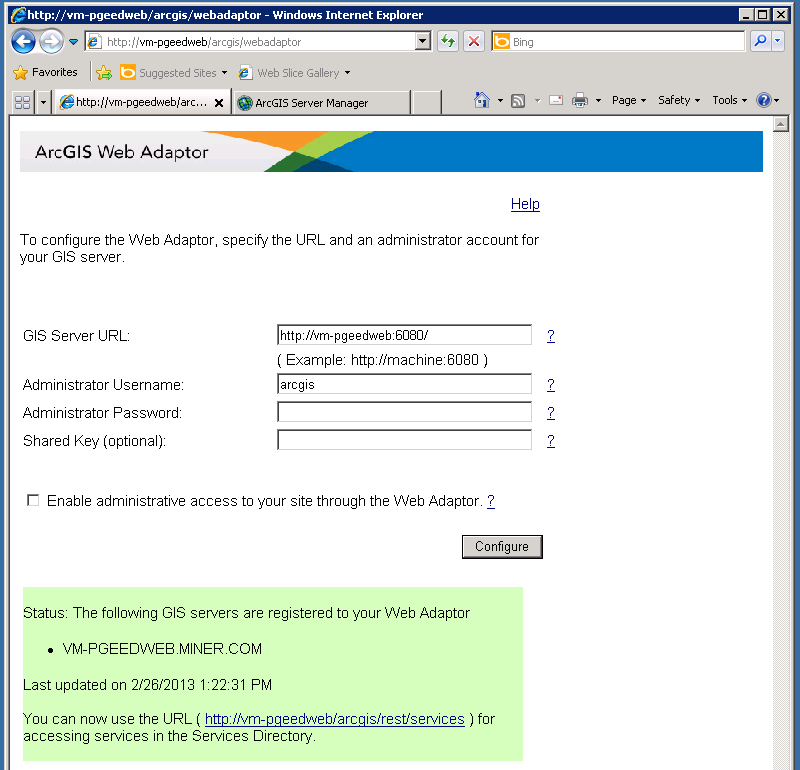 http://vm-pgeedweb/arcgis/webadaptor - Windows Internet Explorer
http://vm-pgeedweb/arcgis/webadaptor
Bing
Favorites
Suggested Sites
Web Slice Gallery
http://vm-pgeedweb/arc...
ArcGIS Server Manager
Page
Safety
Tools
ArcGIS Web Adaptor
Help
To configure the Web Adaptor, specify the URL and an administrator account for
your GIS server.
GIS Server URL: http://vm-pgeedweb:6080/ ?
( Example: http://machine:6080 )
Administrator Username: arcgis ?
Administrator Password: ?
Shared Key (optional): ?
Enable administrative access to your site through the Web Adaptor. ?
Configure
Status: The following GIS servers are registered to your Web Adaptor
• VM-PGEEDWEB.MINER.COM
Last updated on 2/26/2013 1:22:31 PM
You can now use the URL ( http://vm-pgeedweb/arcgis/rest/services ) for
accessing services in the Services Directory.